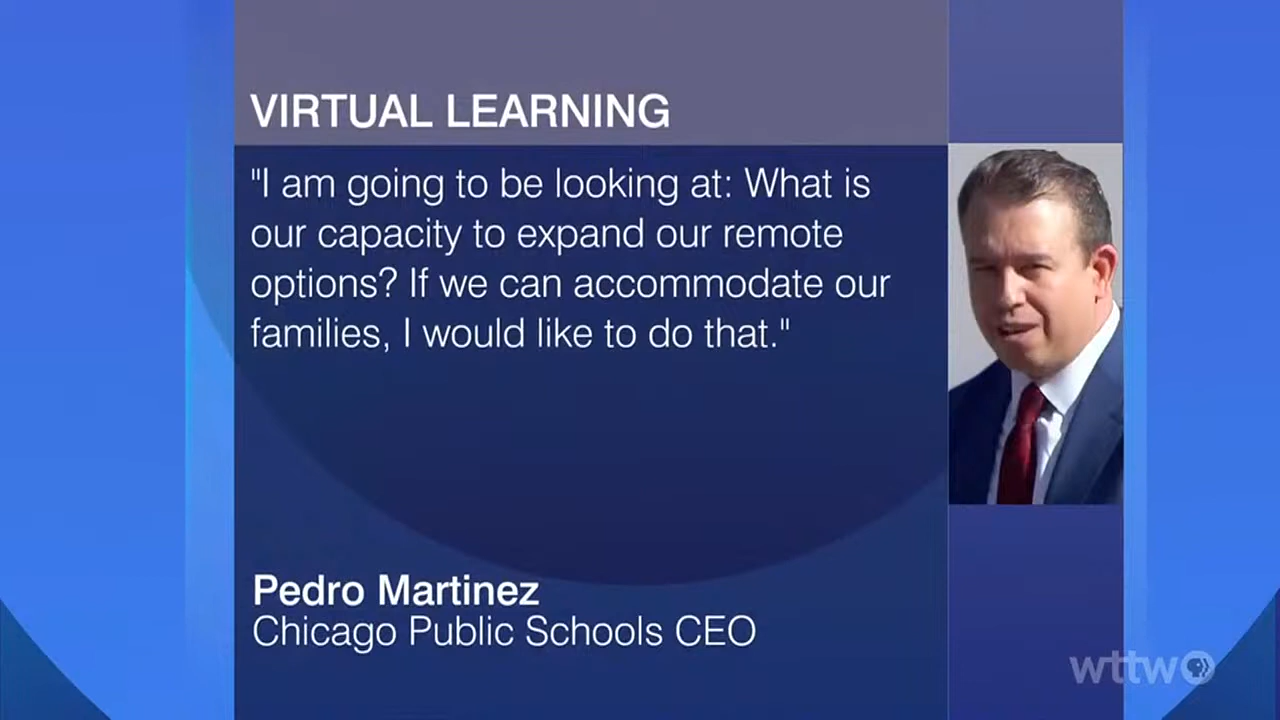 VIRTUAL LEARNING
"I am going to be looking at: What is
our capacity to expand our remote
options? If we can accommodate our
families, I would like to do that."
Pedro Martinez
Chicago Public Schools CEO
wttw